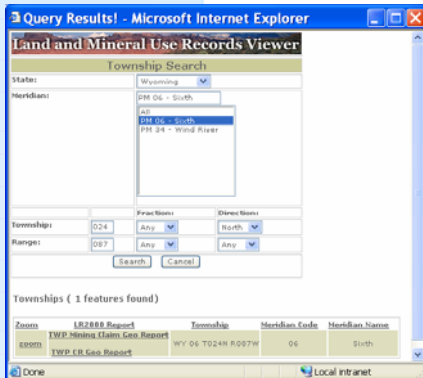 Query Results! - Microsoft Internet Explorer
Land and Mineral Use Records Viewer
Township Search
State: Wyoming
Meridian: PM 06 - Sixth
All
PM 06 - Sixth
PM 34 - Wind River
Fraction: Direction:
Township: 024 Any North
Range: 087 Any Any
Search Cancel
Townships ( 1 features found)
Zoom LR2000 Report Township Meridian Code Meridian Name
zoom TWP Mining Claim Geo Report WY 06 T024N R087W 06 Sixth
TWP CR Geo Report
Done Local intranet